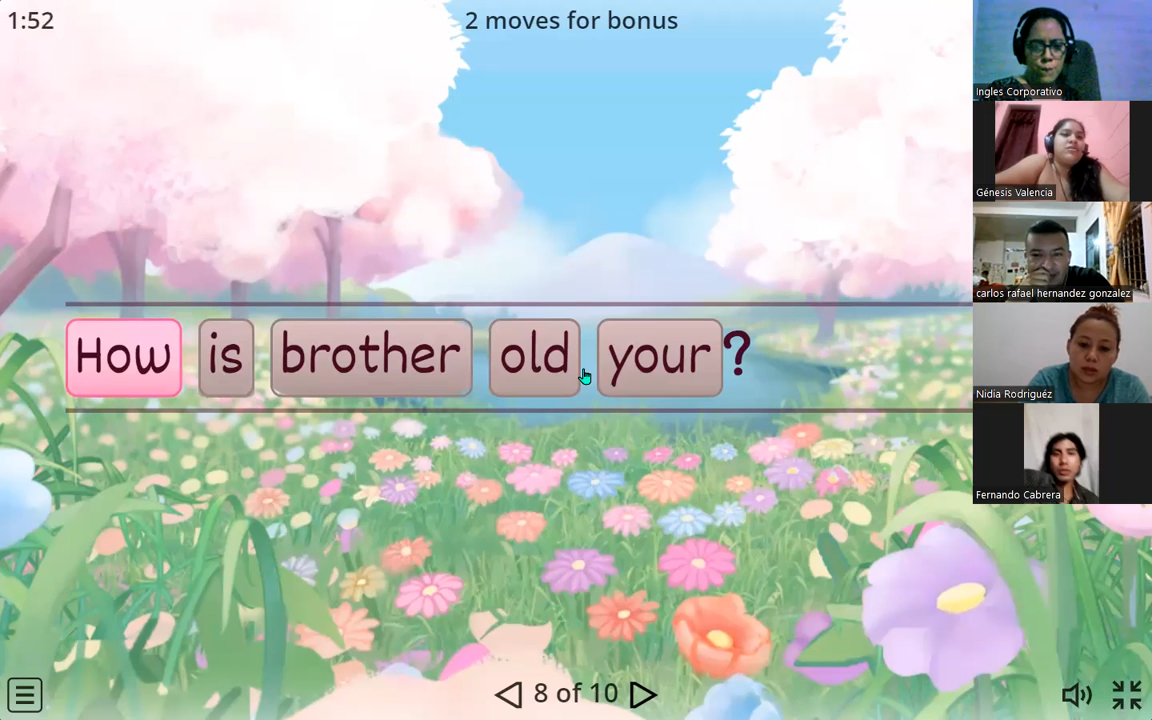 1:52
2 moves for bonus
How is brother old your?
8 of 10
Ingles Corporativo
Génesis Valencia
carlos rafael hernandez gonzalez
Nidia Rodriguéz
Fernando Cabrera